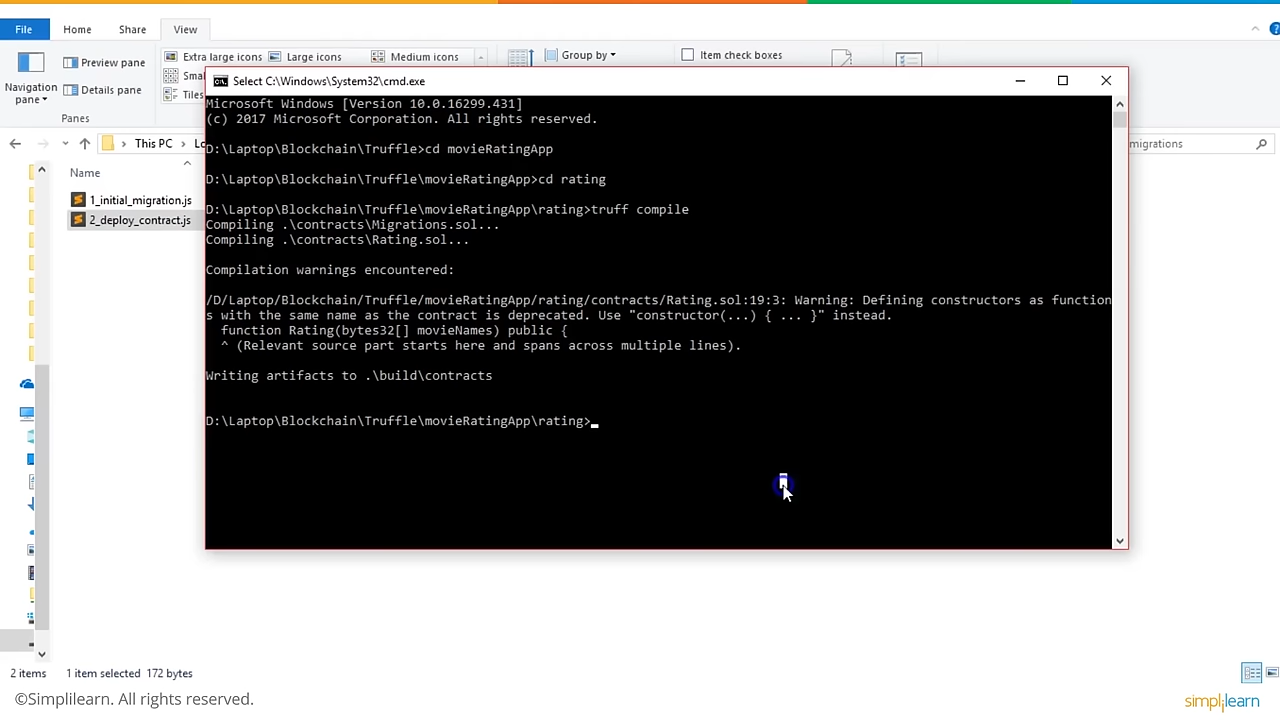 File Home Share View
Extra large icons Large icons Medium icons
Group by
Item check boxes
Preview pane
Details pane
Navigation
pane
Tiles
Panes
This PC
migrations
Name
1_initial_migration.js
2_deploy_contract.js
Select C:\Windows\System32\cmd.exe
Microsoft Windows [Version 10.0.16299.431]
(c) 2017 Microsoft Corporation. All rights reserved.
D:\Laptop\Blockchain\Truffle>cd movieRatingApp
D:\Laptop\Blockchain\Truffle\movieRatingApp>cd rating
D:\Laptop\Blockchain\Truffle\movieRatingApp\rating>truff compile
Compiling .\contracts\Migrations.sol...
Compiling .\contracts\Rating.sol...
Compilation warnings encountered:
/D/Laptop/Blockchain/Truffle/movieRatingApp/rating/contracts/Rating.sol:19:3: Warning: Defining constructors as function
s with the same name as the contract is deprecated. Use "constructor(...) { ... }" instead.
function Rating(bytes32[] movieNames) public {
^ (Relevant source part starts here and spans across multiple lines).
Writing artifacts to .\build\contracts
D:\Laptop\Blockchain\Truffle\movieRatingApp\rating>
2 items 1 item selected 172 bytes
©Simplilearn. All rights reserved.
simplilearn